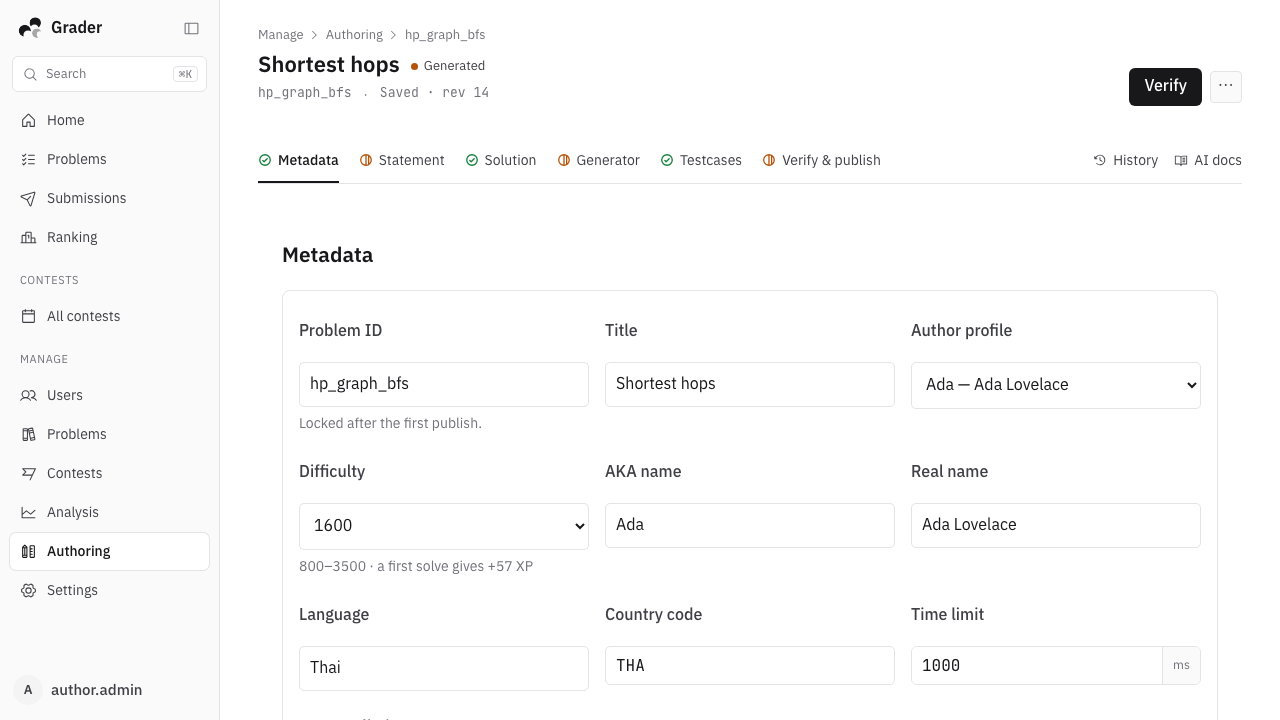 Grader
Search ⌘K
Home
Problems
Submissions
Ranking
CONTESTS
All contests
MANAGE
Users
Problems
Contests
Analysis
Authoring
Settings
A author.admin
Manage > Authoring > hp_graph_bfs
Shortest hops Generated
hp_graph_bfs . Saved · rev 14
Verify ...
Metadata Statement Solution Generator Testcases Verify & publish History AI docs
Metadata
Problem ID Title Author profile
hp_graph_bfs Shortest hops Ada — Ada Lovelace
Locked after the first publish.
Difficulty AKA name Real name
1600 Ada Ada Lovelace
800–3500 · a first solve gives +57 XP
Language Country code Time limit
Thai THA 1000 ms